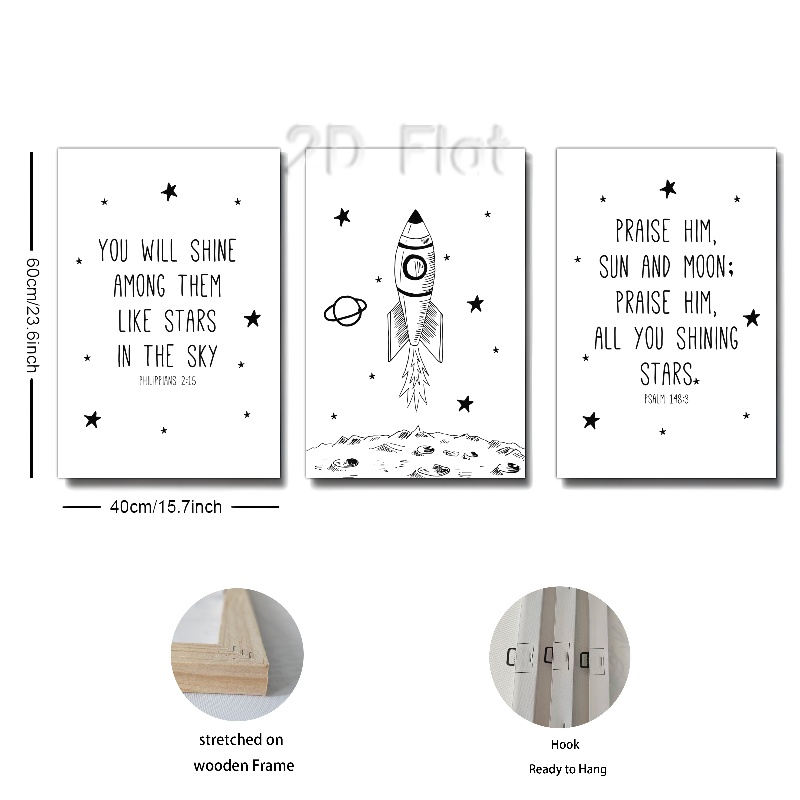 2D Flat
YOU WILL SHINE
AMONG THEM
LIKE STARS
IN THE SKY
PHILIPPIANS 2:15
PRAISE HIM,
SUN AND MOON;
PRAISE HIM,
ALL YOU SHINING
STARS.
PSALM 148:3
60cm/23.6inch
40cm/15.7inch
stretched on
wooden Frame
Hook
Ready to Hang